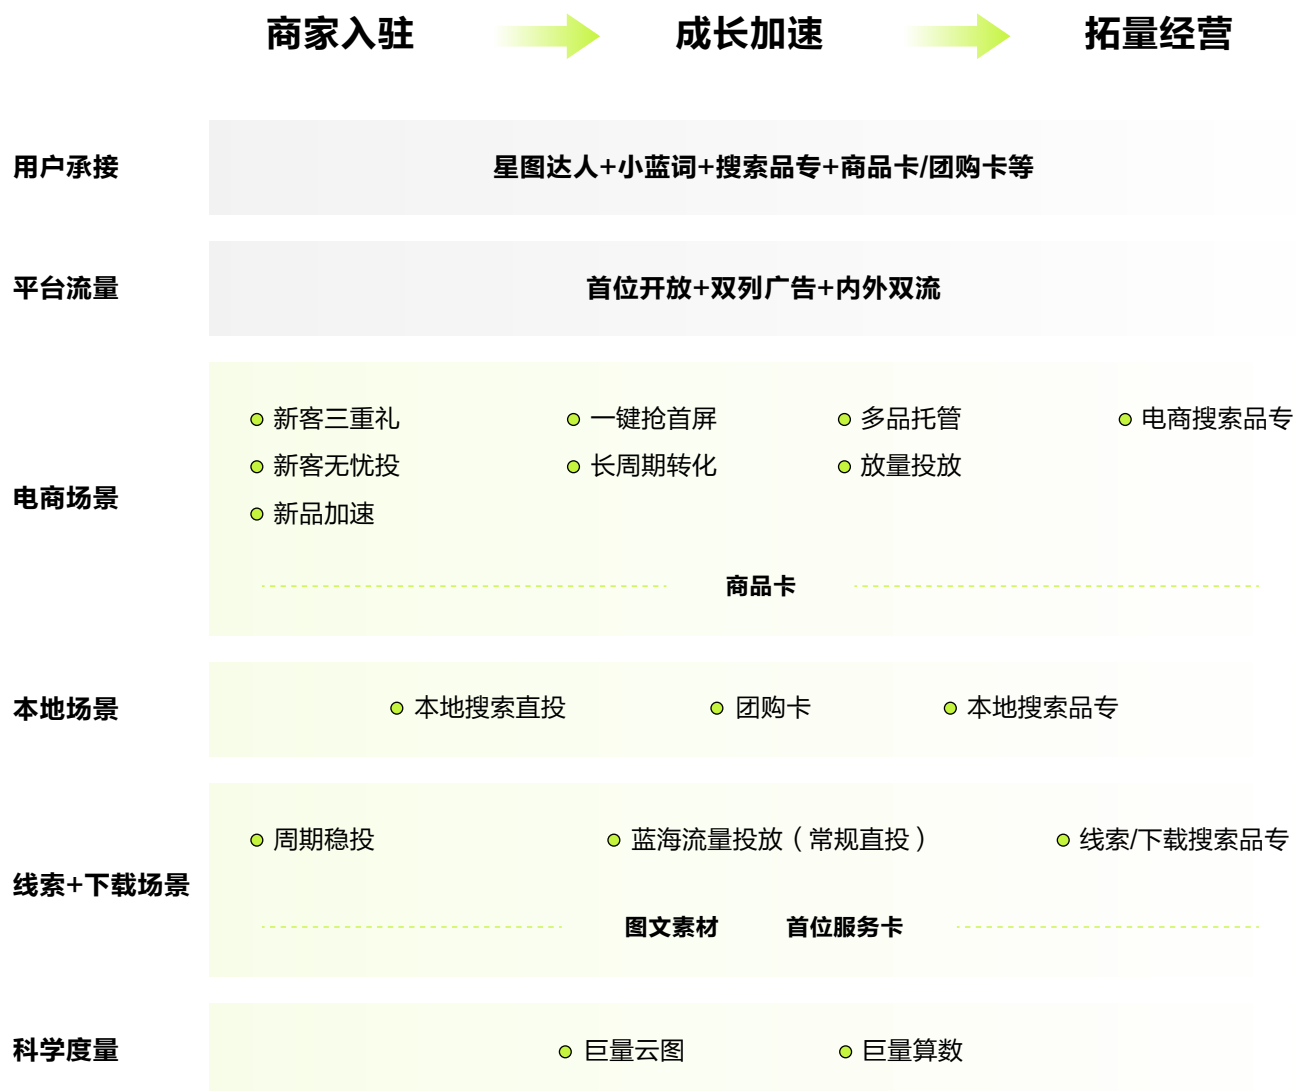 商家入驻 成长加速 拓量经营
用户承接 星图达人+小蓝词+搜索品专+商品卡/团购卡等
平台流量 首位开放+双列广告+内外双流
新客三重礼 一键抢首屏 多品托管 电商搜索品专
新客无忧投 长周期转化 放量投放
电商场景
新品加速
商品卡
本地场景 本地搜索直投 团购卡 本地搜索品专
周期稳投 蓝海流量投放（常规直投） 线索/下载搜索品专
线索+下载场景
图文素材 首位服务卡
科学度量 巨量云图 巨量算数